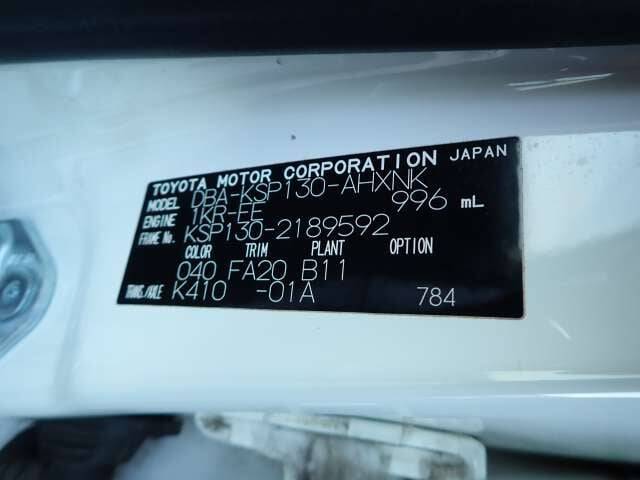 TOYOTA MOTOR CORPORATION JAPAN
MODEL DBA-KSP130-AHXNK
ENGINE 1KR-FE 996 mL
FRAME No. KSP130-2189592
COLOR TRIM PLANT OPTION
040 FA20 B11
TRANS./AXLE K410 -01A 784